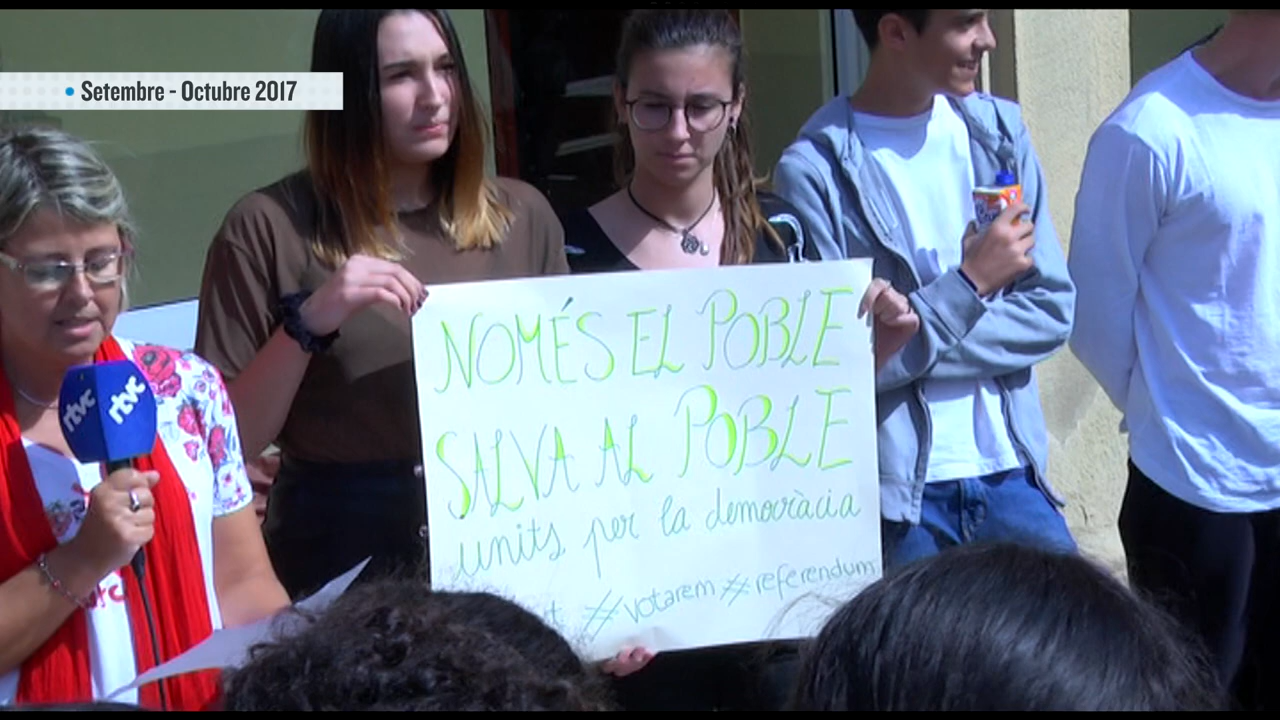 Setembre - Octubre 2017
NOMÉS EL POBLE
SALVA AL POBLE
units per la democràcia
#votarem #referendum
rtvc rtvc